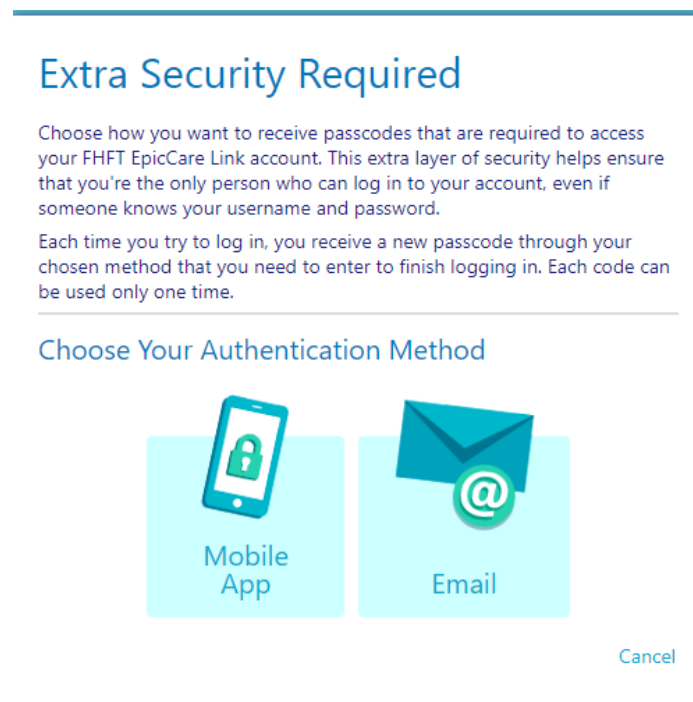 Extra Security Required
Choose how you want to receive passcodes that are required to access
your FHFT EpicCare Link account. This extra layer of security helps ensure
that you're the only person who can log in to your account, even if
someone knows your username and password.
Each time you try to log in, you receive a new passcode through your
chosen method that you need to enter to finish logging in. Each code can
be used only one time.
Choose Your Authentication Method
@
Mobile
App
Email
Cancel